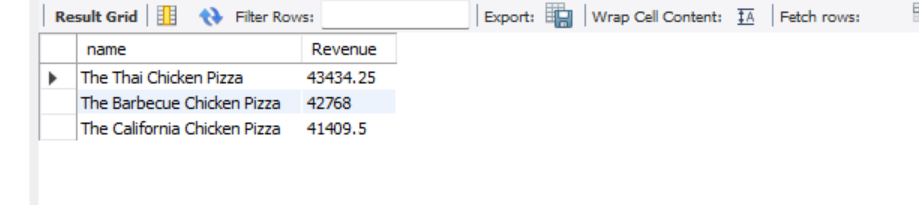 Result Grid Filter Rows: Export: Wrap Cell Content: Fetch rows:
name Revenue
The Thai Chicken Pizza 43434.25
The Barbecue Chicken Pizza 42768
The California Chicken Pizza 41409.5